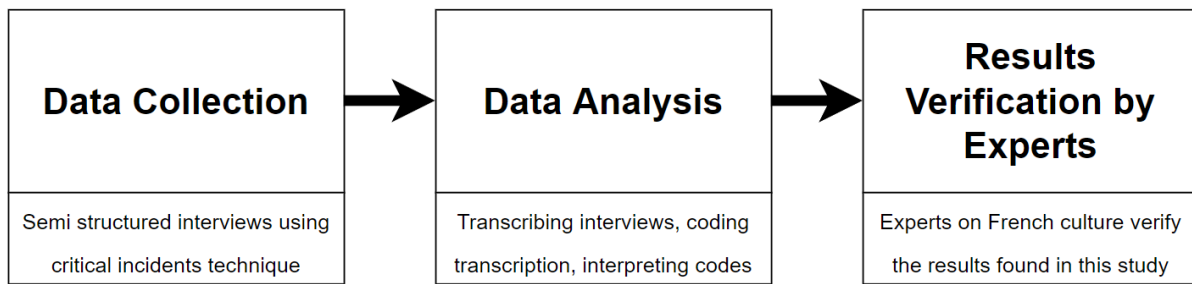 Data Collection
Semi structured interviews using
critical incidents technique
Data Analysis
Transcribing interviews, coding
transcription, interpreting codes
Results
Verification by
Experts
Experts on French culture verify
the results found in this study